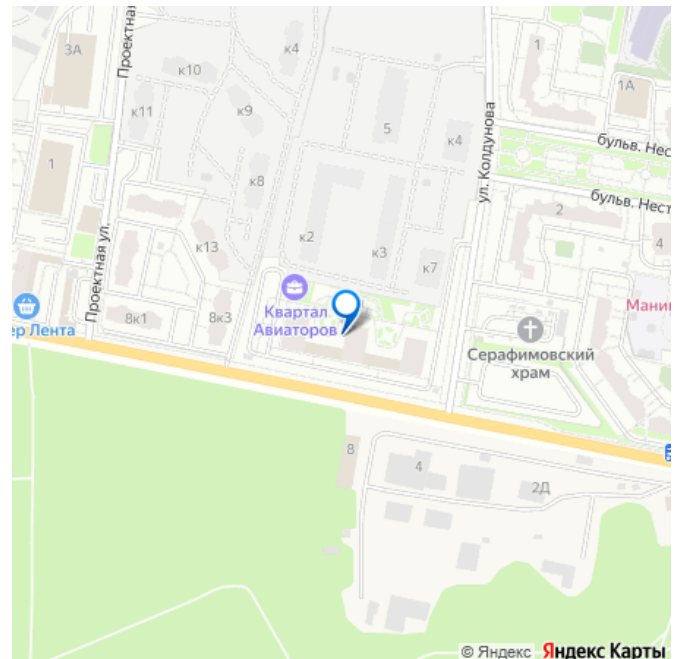 3А
Проектная
к10
к4
1
1А
к11
к9
5
к4
ул. Колдунова
бульв. Нес
1
к8
бульв. Нест
2
4
Проектная ул.
к13
к2
к3
к7
Квартал
Авиаторов
Мани
ер Лента
8к1
8к3
Серафимовский
храм
8
4
2Д
© Яндекс Яндекс Карты